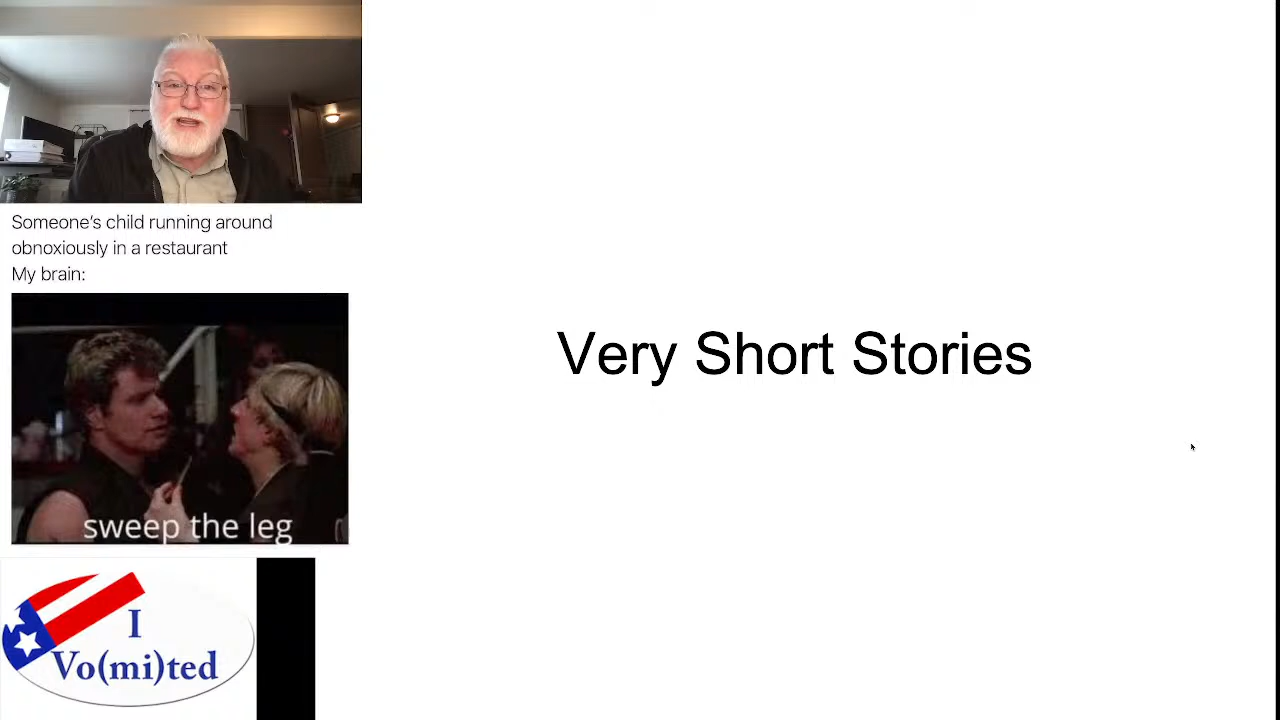 Someone's child running around
obnoxiously in a restaurant
My brain:
sweep the leg
I
Vo(mi)ted
Very Short Stories